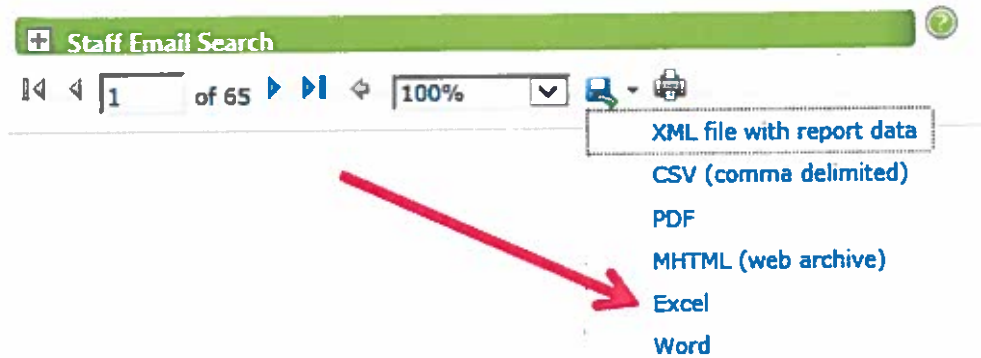 Staff Email Search
1 of 65 100%
XML file with report data
CSV (comma delimited)
PDF
MHTML (web archive)
Excel
Word